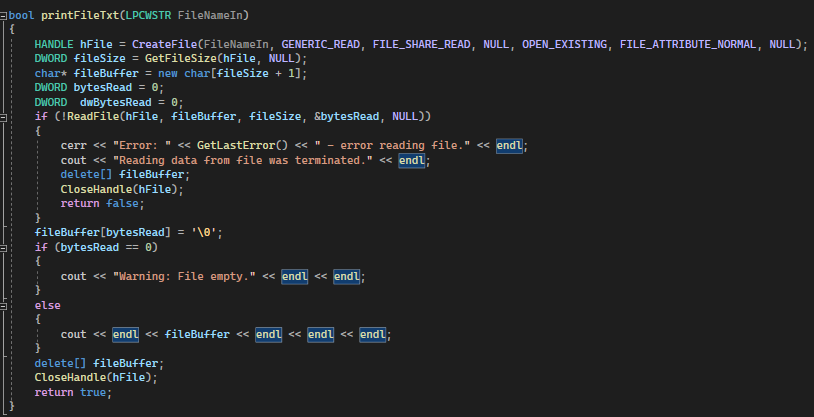 bool printFileTxt(LPCWSTR FileNameIn)
{
HANDLE hFile = CreateFile(FileNameIn, GENERIC_READ, FILE_SHARE_READ, NULL, OPEN_EXISTING, FILE_ATTRIBUTE_NORMAL, NULL);
DWORD fileSize = GetFileSize(hFile, NULL);
char* fileBuffer = new char[fileSize + 1];
DWORD bytesRead = 0;
DWORD  dwBytesRead = 0;
if (!ReadFile(hFile, fileBuffer, fileSize, &bytesRead, NULL))
{
cerr << "Error: " << GetLastError() << " - error reading file." << endl;
cout << "Reading data from file was terminated." << endl;
delete[] fileBuffer;
CloseHandle(hFile);
return false;
}
fileBuffer[bytesRead] = '\0';
if (bytesRead == 0)
{
cout << "Warning: File empty." << endl << endl;
}
else
{
cout << endl << fileBuffer << endl << endl << endl;
}
delete[] fileBuffer;
CloseHandle(hFile);
return true;
}